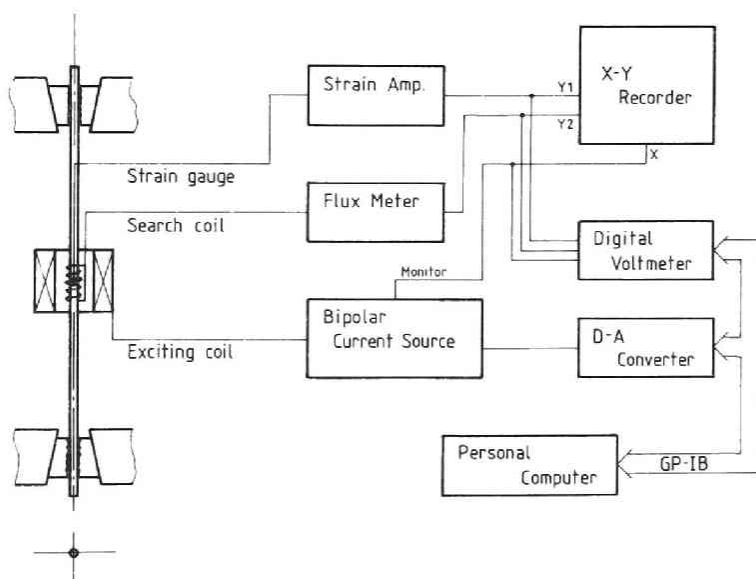 Strain Amp.
Y1
X-Y
Recorder
Y2
X
Strain gauge
Flux Meter
Search coil
Digital
Voltmeter
Monitor
Bipolar
Current Source
Exciting coil
D-A
Converter
Personal
Computer
GP-IB